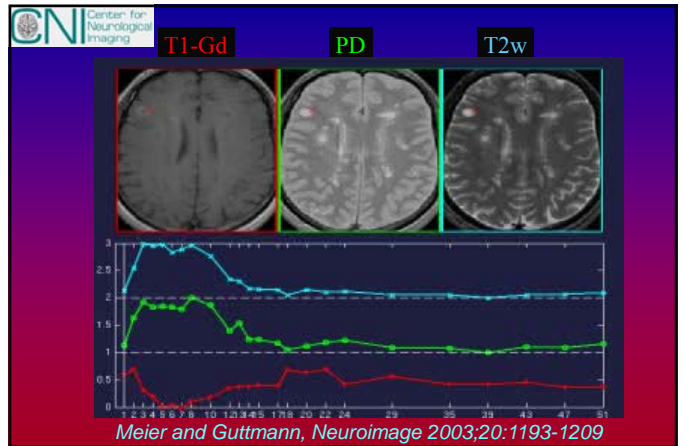 CNI Center for
Neurological
Imaging
T1-Gd PD T2w
3
2.5
2
1.5
1
0.5
0
1 2 3 4 5 6 7 8 10 12 13 14 15 17 18 20 22 24 29 35 39 43 47 51
Meier and Guttmann, Neuroimage 2003;20:1193-1209